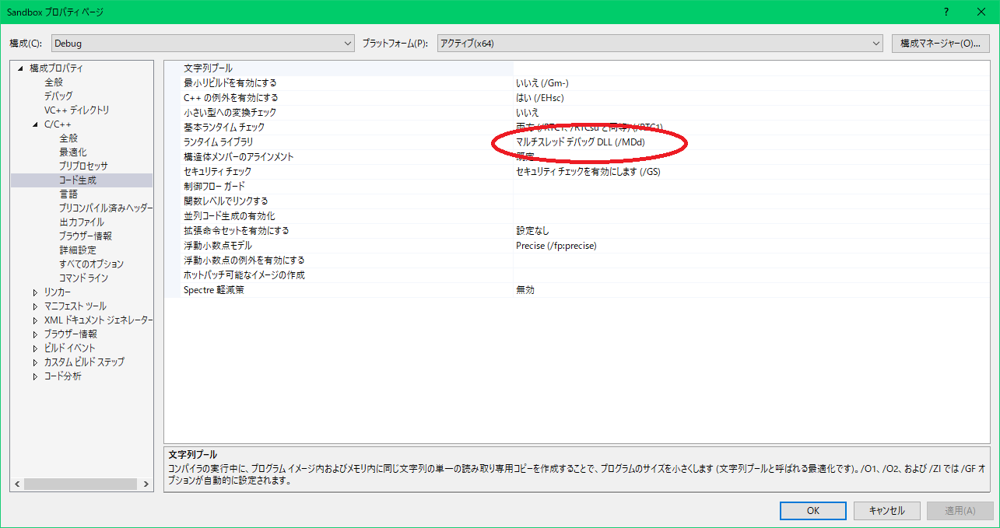 Sandbox プロパティ ページ
構成(C): Debug プラットフォーム(P): アクティブ(x64) 構成マネージャー(O)...
構成プロパティ
全般
デバッグ
VC++ ディレクトリ
C/C++
全般
最適化
プリプロセッサ
コード生成
言語
プリコンパイル済みヘッダー
出力ファイル
ブラウザー情報
詳細設定
すべてのオプション
コマンド ライン
リンカー
マニフェスト ツール
XML ドキュメント ジェネレーター
ブラウザー情報
ビルド イベント
カスタム ビルド ステップ
コード分析
文字列プール
最小リビルドを有効にする いいえ (/Gm-)
C++ の例外を有効にする はい (/EHsc)
小さい型への変換チェック いいえ
基本ランタイム チェック 両方 (/RTC1、/RTCsu と同等) (/RTC1)
ランタイム ライブラリ マルチスレッド デバッグ DLL (/MDd)
構造体メンバーのアラインメント 既定
セキュリティ チェック セキュリティ チェックを有効にします (/GS)
制御フロー ガード
関数レベルでリンクする
並列コード生成の有効化
拡張命令セットを有効にする 設定なし
浮動小数点モデル Precise (/fp:precise)
浮動小数点の例外を有効にする
ホットパッチ可能なイメージの作成
Spectre 軽減策 無効
文字列プール
コンパイラの実行中に、プログラム イメージ内およびメモリ内に同じ文字列の単一の読み取り専用コピーを作成することで、プログラムのサイズを小さくします (文字列プールと呼ばれる最適化です)。/O1、/O2、および /ZI では /GF オ
プションが自動的に設定されます。
OK キャンセル 適用(A)